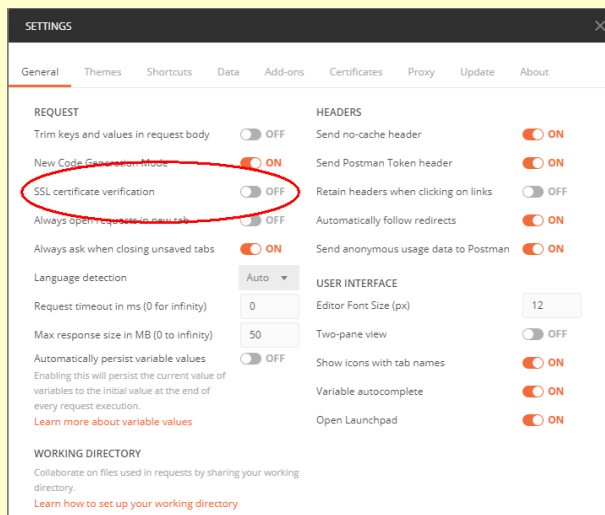 SETTINGS
General Themes Shortcuts Data Add-ons Certificates Proxy Update About
REQUEST
Trim keys and values in request body OFF
New Code Generation Mode ON
SSL certificate verification OFF
Always open requests in new tab OFF
Always ask when closing unsaved tabs ON
Language detection Auto
Request timeout in ms (0 for infinity) 0
Max response size in MB (0 to infinity) 50
Automatically persist variable values OFF
Enabling this will persist the current value of
variables to the initial value at the end of
every request execution.
Learn more about variable values
WORKING DIRECTORY
Collaborate on files used in requests by sharing your working
directory.
Learn how to set up your working directory
HEADERS
Send no-cache header ON
Send Postman Token header ON
Retain headers when clicking on links OFF
Automatically follow redirects ON
Send anonymous usage data to Postman ON
USER INTERFACE
Editor Font Size (px) 12
Two-pane view OFF
Show icons with tab names ON
Variable autocomplete ON
Open Launchpad ON